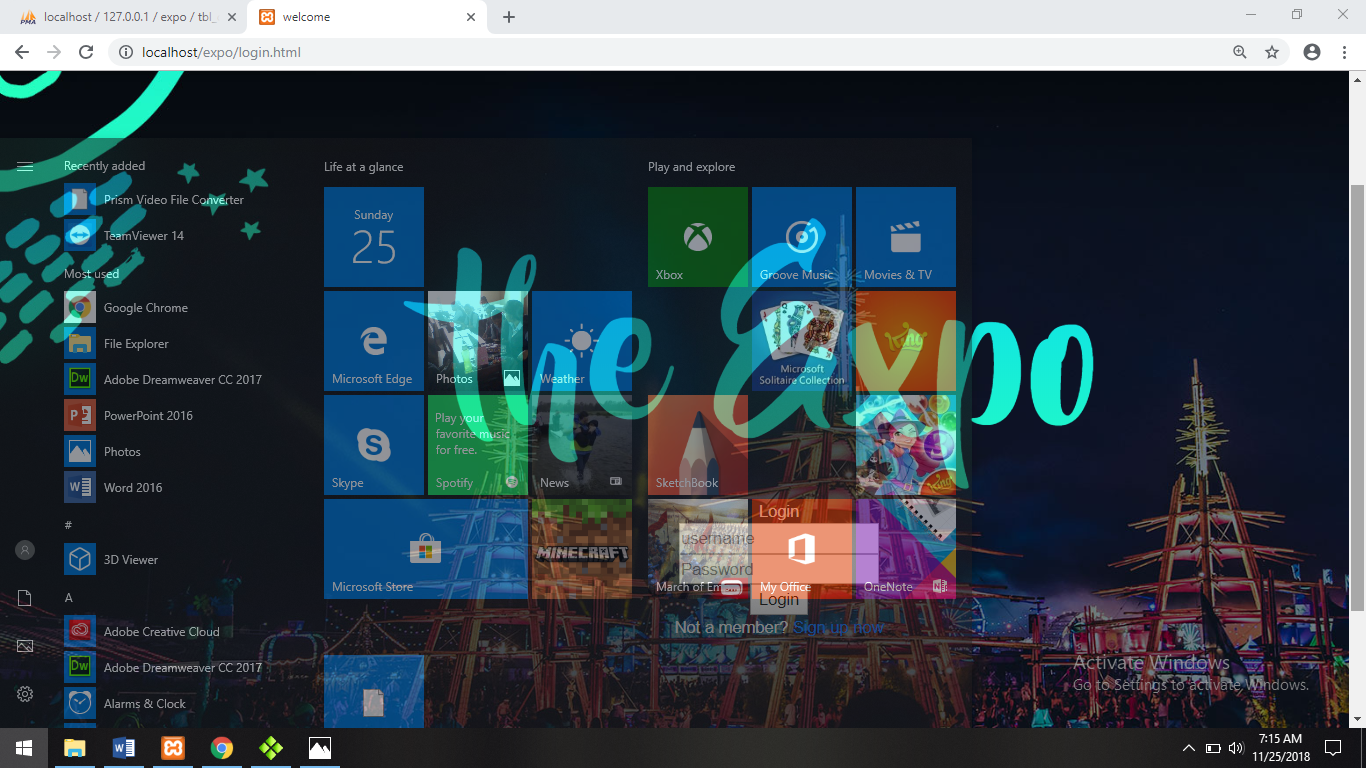 localhost / 127.0.0.1 / expo / tbl_
welcome
localhost/expo/login.html
Recently added
Prism Video File Converter
TeamViewer 14
Most used
Google Chrome
File Explorer
Adobe Dreamweaver CC 2017
PowerPoint 2016
Photos
Word 2016
#
3D Viewer
A
Adobe Creative Cloud
Adobe Dreamweaver CC 2017
Alarms & Clock
Life at a glance
Sunday
25
Microsoft Edge
Photos
Weather
Skype
Play your
favorite music
for free.
Spotify
News
Microsoft Store
MINECRAFT
Play and explore
Xbox
Groove Music
Movies & TV
Microsoft
Solitaire Collection
King
SketchBook
King
March of Em
My Office
OneNote
The Expo
Login
username
Password
Login
Not a member? Sign up now
Activate Windows
Go to Settings to activate Windows.
7:15 AM
11/25/2018